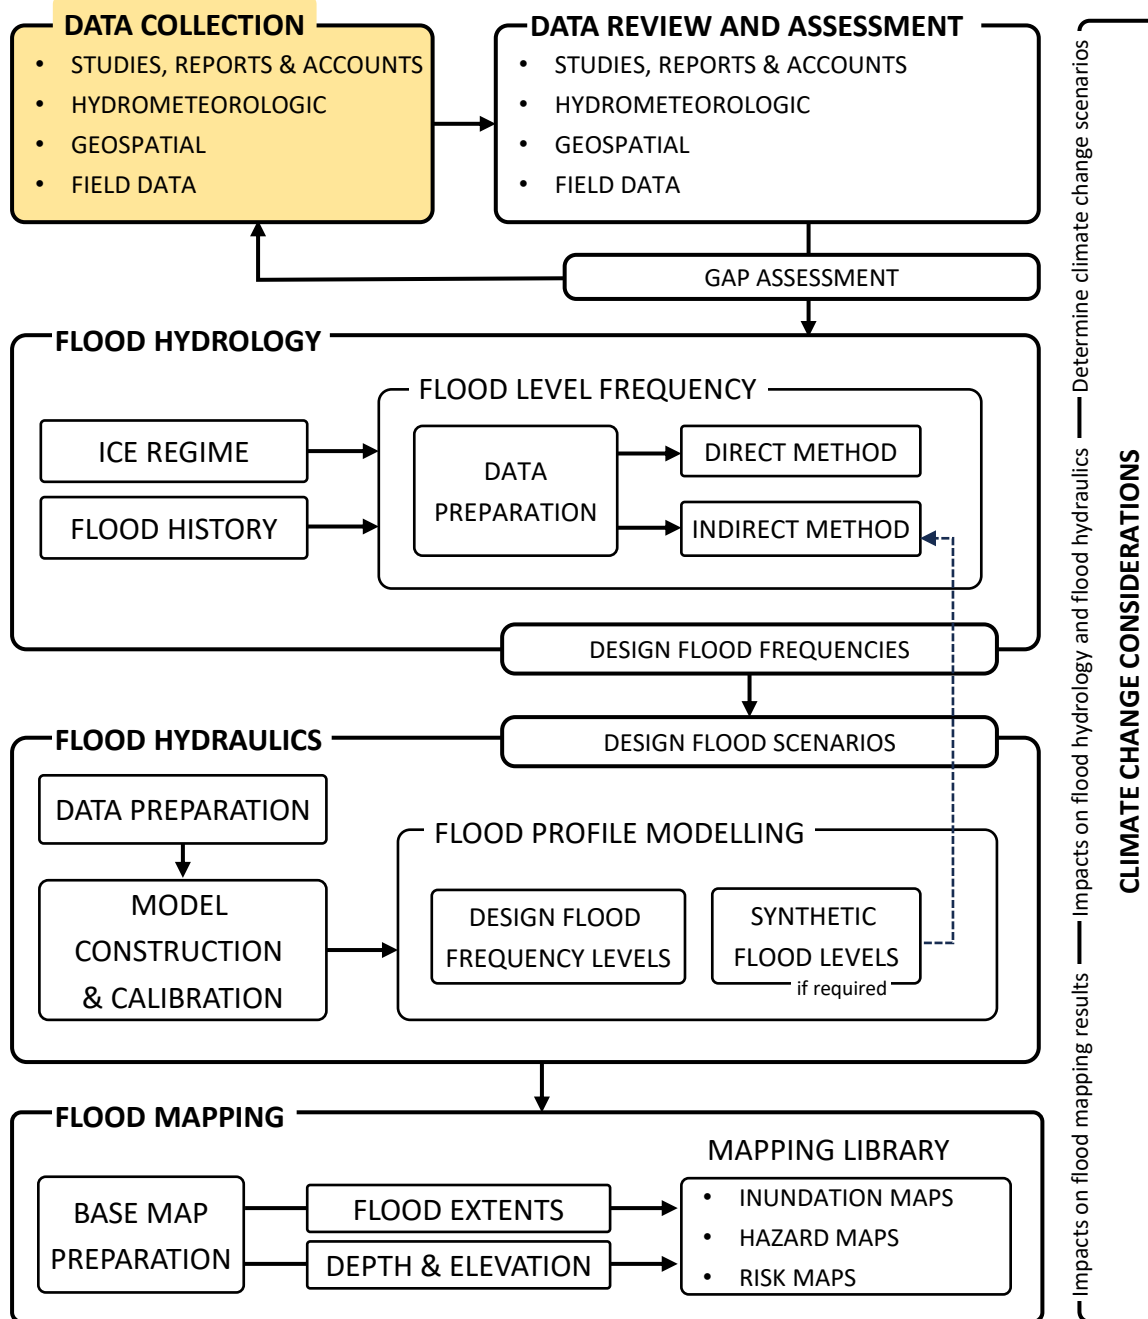 DATA COLLECTION
• STUDIES, REPORTS & ACCOUNTS
• HYDROMETEOROLOGIC
• GEOSPATIAL
• FIELD DATA
DATA REVIEW AND ASSESSMENT
• STUDIES, REPORTS & ACCOUNTS
• HYDROMETEOROLOGIC
• GEOSPATIAL
• FIELD DATA
GAP ASSESSMENT
FLOOD HYDROLOGY
ICE REGIME
FLOOD HISTORY
FLOOD LEVEL FREQUENCY
DATA
PREPARATION
DIRECT METHOD
INDIRECT METHOD
DESIGN FLOOD FREQUENCIES
FLOOD HYDRAULICS
DESIGN FLOOD SCENARIOS
DATA PREPARATION
MODEL
CONSTRUCTION
& CALIBRATION
FLOOD PROFILE MODELLING
DESIGN FLOOD
FREQUENCY LEVELS
SYNTHETIC
FLOOD LEVELS
if required
FLOOD MAPPING
BASE MAP
PREPARATION
FLOOD EXTENTS
DEPTH & ELEVATION
MAPPING LIBRARY
• INUNDATION MAPS
• HAZARD MAPS
• RISK MAPS
Impacts on flood mapping results
Impacts on flood hydrology and flood hydraulics
Determine climate change scenarios
CLIMATE CHANGE CONSIDERATIONS